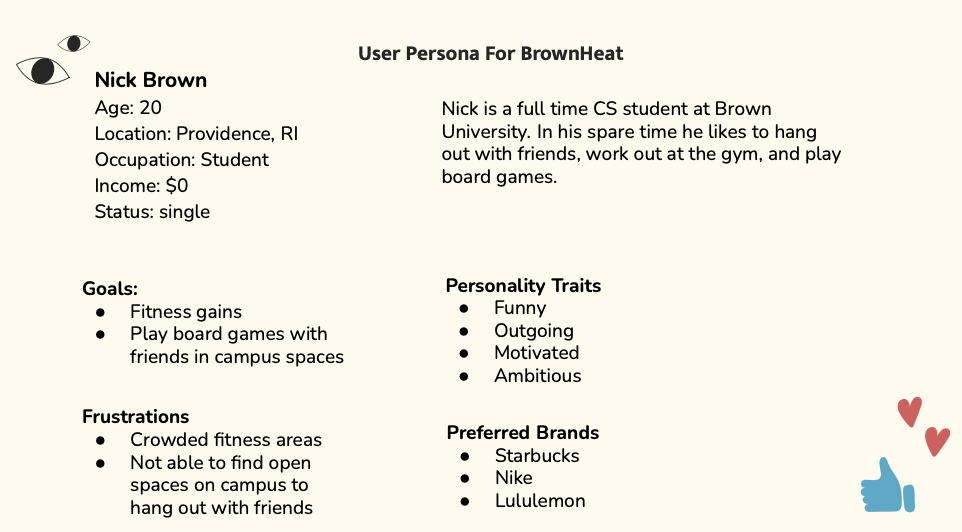 User Persona For BrownHeat
Nick Brown
Age: 20
Location: Providence, RI
Occupation: Student
Income: $0
Status: single
Nick is a full time CS student at Brown
University. In his spare time he likes to hang
out with friends, work out at the gym, and play
board games.
Goals:
● Fitness gains
● Play board games with
friends in campus spaces
Frustrations
● Crowded fitness areas
● Not able to find open
spaces on campus to
hang out with friends
Personality Traits
● Funny
● Outgoing
● Motivated
● Ambitious
Preferred Brands
● Starbucks
● Nike
● Lululemon